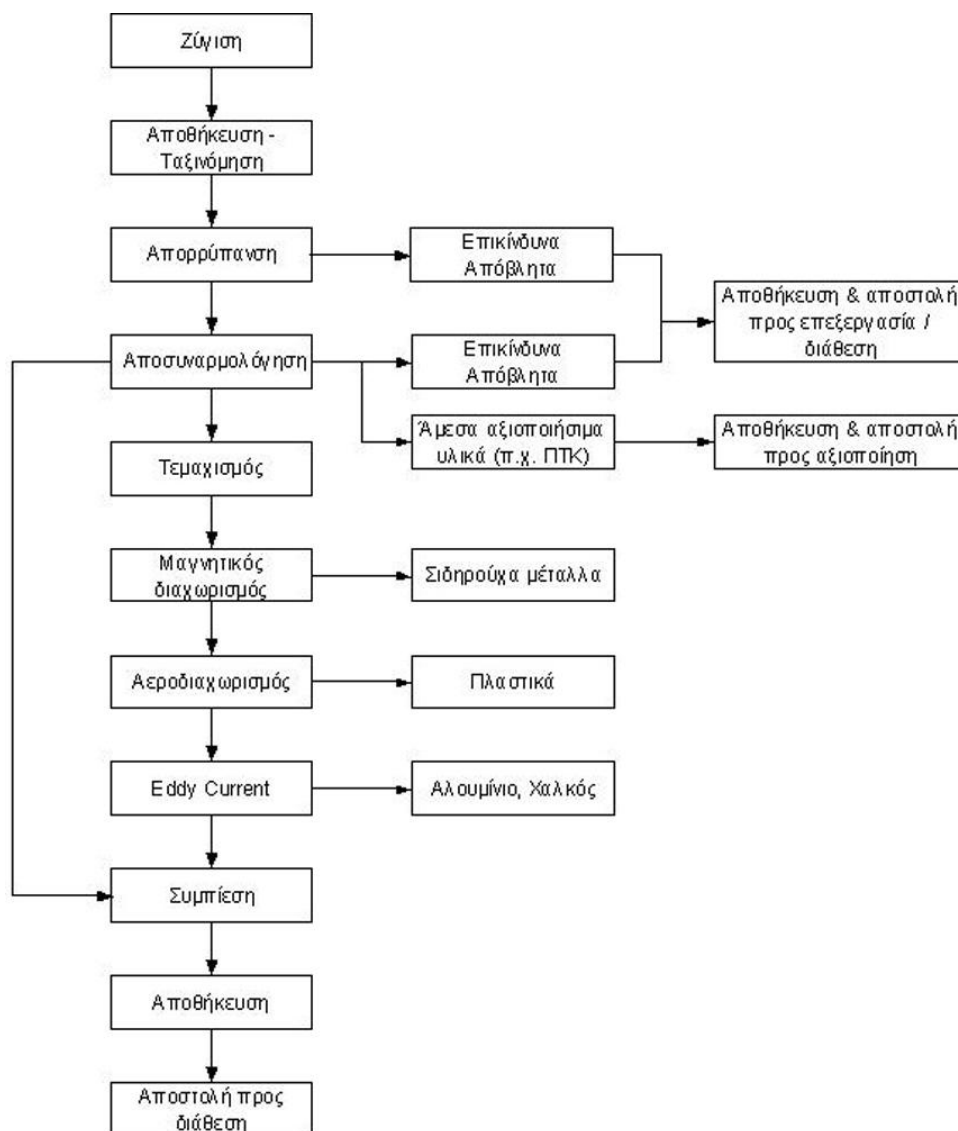 Ζύγιση
Αποθήκευση -
Ταξινόμηση
Απορρύπανση
Επικίνδυνα
Απόβλητα
Αποθήκευση & αποστολή
προς επεξεργασία /
διάθεση
Αποσυναρμολόγηση
Επικίνδυνα
Απόβλητα
Άμεσα αξιοποιήσιμα
υλικά (π.χ. ΠΤΚ)
Αποθήκευση & αποστολή
προς αξιοποίηση
Τεμαχισμός
Μαγνητικός
διαχωρισμός
Σιδηρούχα μέταλλα
Αεροδιαχωρισμός
Πλαστικά
Eddy Current
Αλουμίνιο, Χαλκός
Συμπίεση
Αποθήκευση
Αποστολή προς
διάθεση